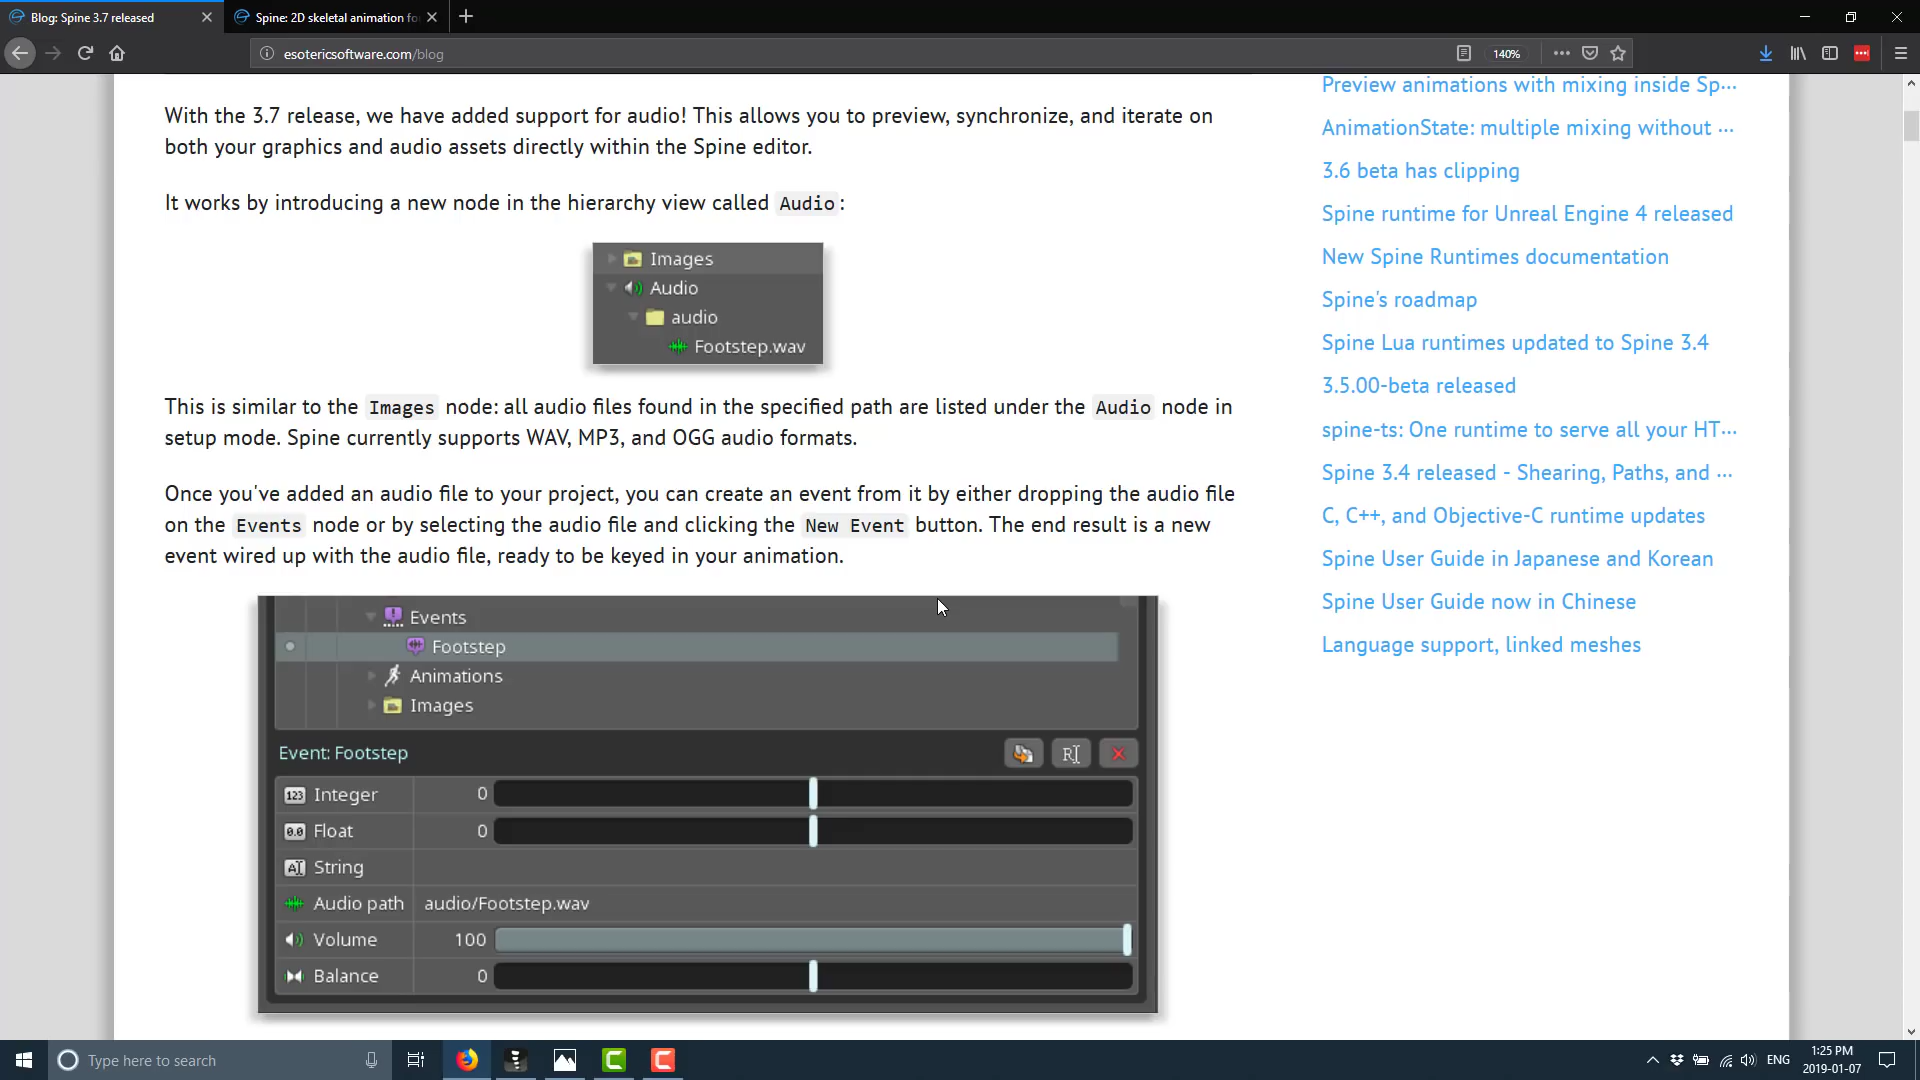 Blog: Spine 3.7 released
Spine: 2D skeletal animation fo
esotericsoftware.com/blog
140%
With the 3.7 release, we have added support for audio! This allows you to preview, synchronize, and iterate on
both your graphics and audio assets directly within the Spine editor.
It works by introducing a new node in the hierarchy view called Audio:
Images
Audio
audio
Footstep.wav
This is similar to the Images node: all audio files found in the specified path are listed under the Audio node in
setup mode. Spine currently supports WAV, MP3, and OGG audio formats.
Once you've added an audio file to your project, you can create an event from it by either dropping the audio file
on the Events node or by selecting the audio file and clicking the New Event button. The end result is a new
event wired up with the audio file, ready to be keyed in your animation.
Events
Footstep
Animations
Images
Event: Footstep
123 Integer 0
0.0 Float 0
AI String
Audio path audio/Footstep.wav
Volume 100
Balance 0
Preview animations with mixing inside Sp...
AnimationState: multiple mixing without ...
3.6 beta has clipping
Spine runtime for Unreal Engine 4 released
New Spine Runtimes documentation
Spine's roadmap
Spine Lua runtimes updated to Spine 3.4
3.5.00-beta released
spine-ts: One runtime to serve all your HT...
Spine 3.4 released - Shearing, Paths, and ...
C, C++, and Objective-C runtime updates
Spine User Guide in Japanese and Korean
Spine User Guide now in Chinese
Language support, linked meshes
Type here to search
ENG
1:25 PM
2019-01-07